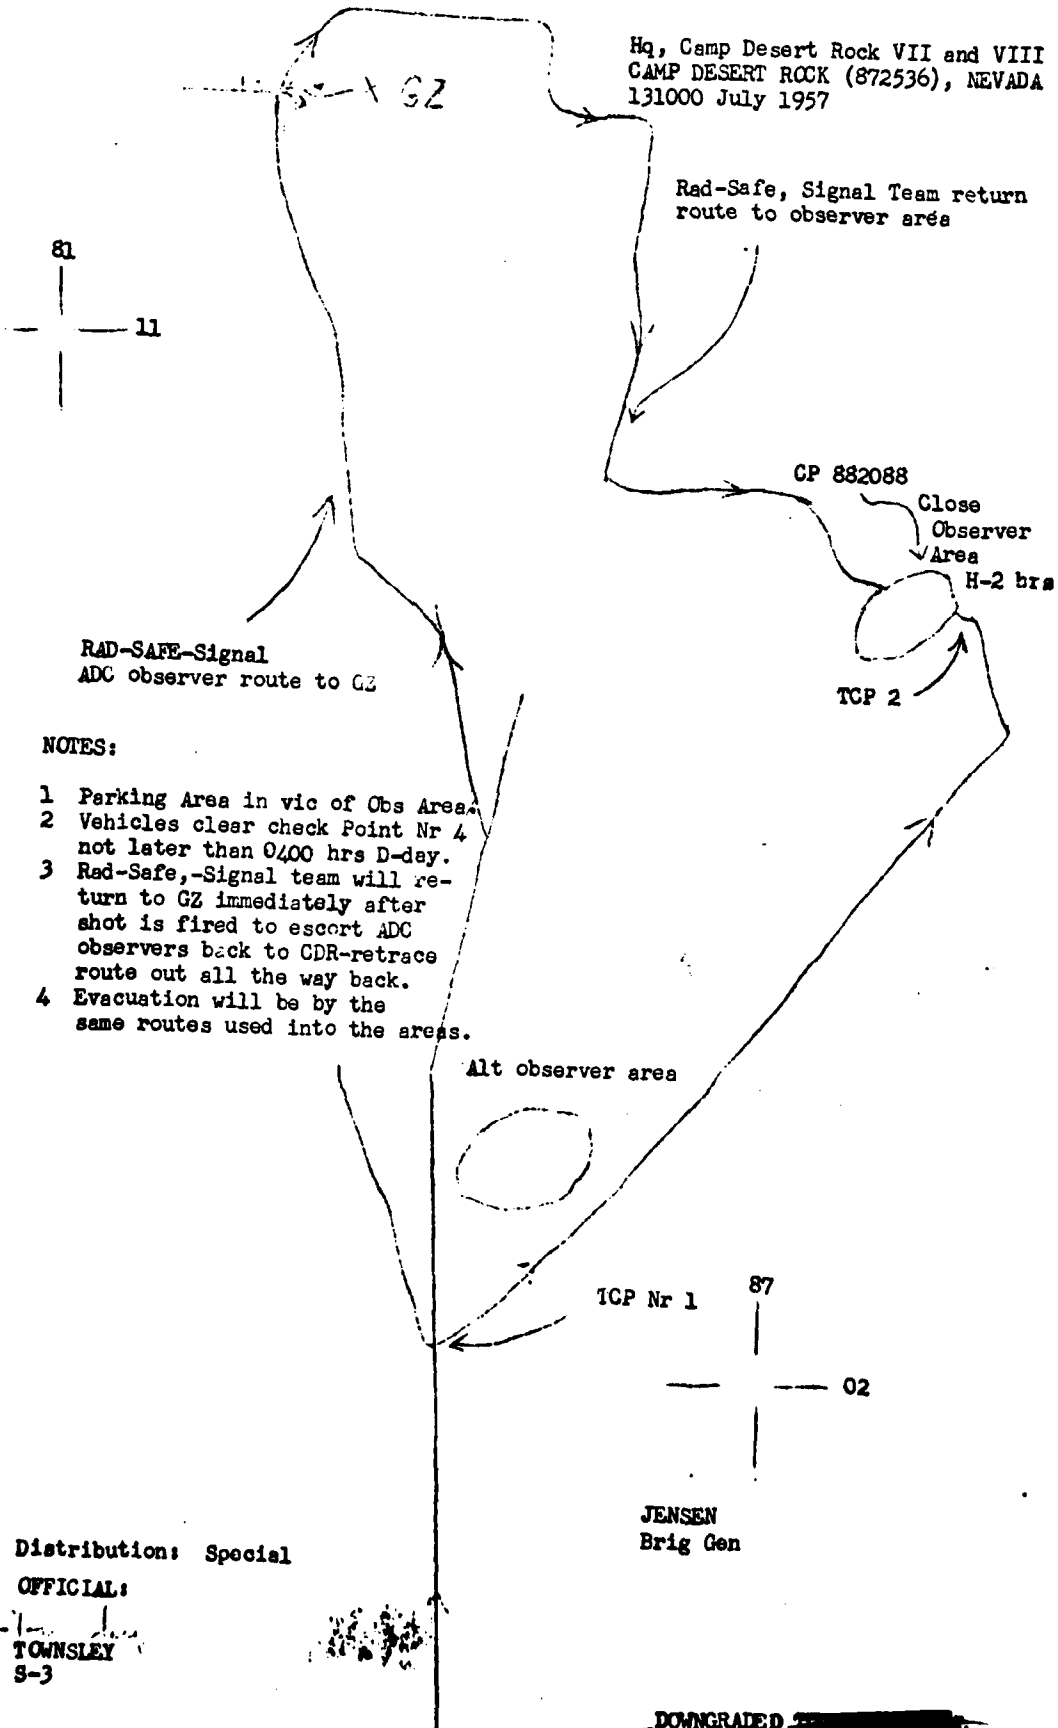 Hq, Camp Desert Rock VII and VIII
CAMP DESERT ROCK (872536), NEVADA
131000 July 1957
GZ
Rad-Safe, Signal Team return
route to observer area
81
11
CP 882088
Close
Observer
Area
H-2 hrs
RAD-SAFE-Signal
ADC observer route to GZ
TCP 2
NOTES:
1 Parking Area in vic of Obs Area.
2 Vehicles clear check Point Nr 4
not later than 0400 hrs D-day.
3 Rad-Safe,-Signal team will re-
turn to GZ immediately after
shot is fired to escort ADC
observers back to CDR-retrace
route out all the way back.
4 Evacuation will be by the
same routes used into the areas.
Alt observer area
TCP Nr 1
87
02
JENSEN
Brig Gen
Distribution: Special
OFFICIAL:
TOWNSLEY
S-3
DOWNGRADED